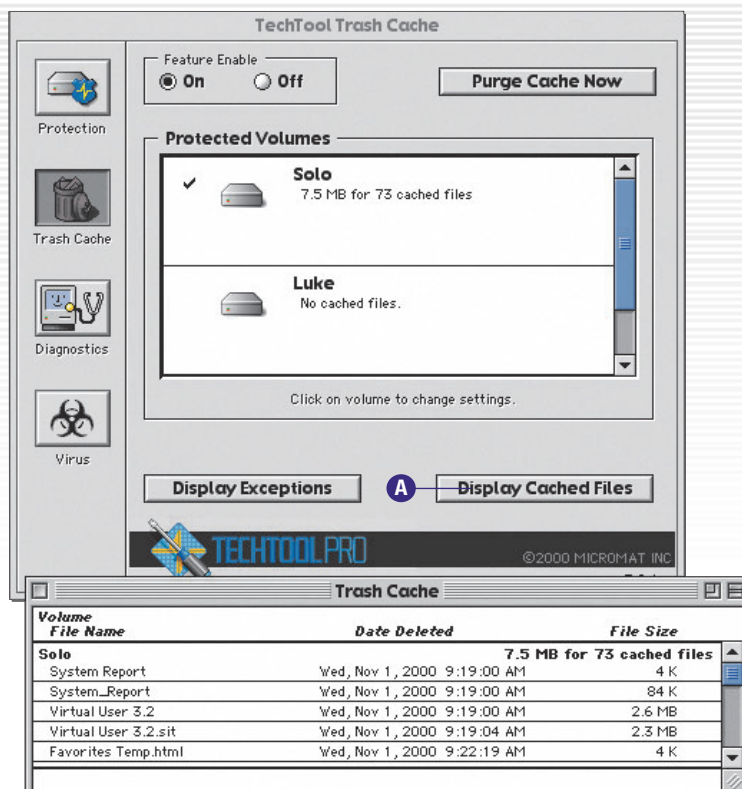 TechTool Trash Cache
Feature Enable
On Off
Purge Cache Now
Protection
Protected Volumes
Solo
7.5 MB for 73 cached files
Trash Cache
Luke
No cached files.
Diagnostics
Click on volume to change settings.
Virus
Display Exceptions
A
Display Cached Files
TECHTOOL PRO
©2000 MICROMAT INC
Trash Cache
Volume
File Name Date Deleted File Size
Solo 7.5 MB for 73 cached files
System Report Wed, Nov 1, 2000 9:19:00 AM 4 K
System_Report Wed, Nov 1, 2000 9:19:00 AM 84 K
Virtual User 3.2 Wed, Nov 1, 2000 9:19:00 AM 2.6 MB
Virtual User 3.2.sit Wed, Nov 1, 2000 9:19:04 AM 2.3 MB
Favorites Temp.html Wed, Nov 1, 2000 9:22:19 AM 4 K